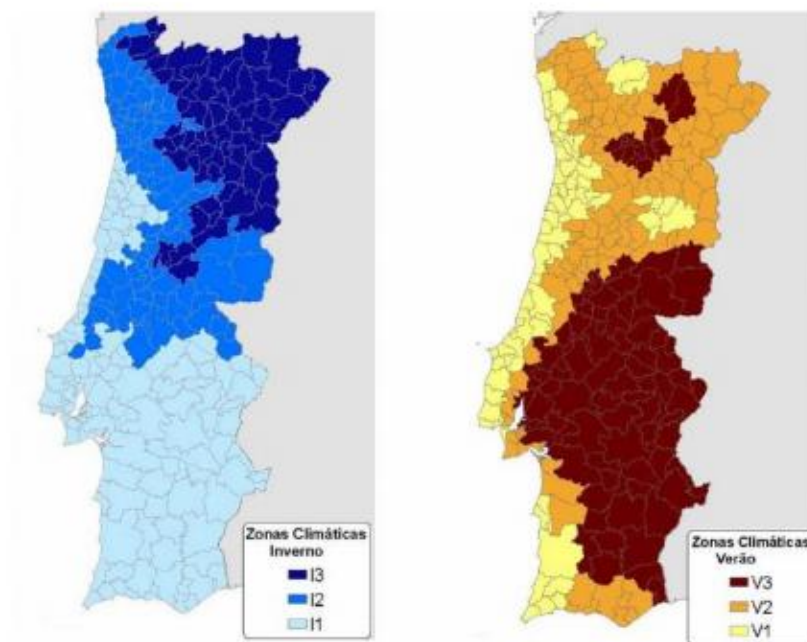 Zonas Climáticas
Inverno
I3
I2
I1
Zonas Climáticas
Verão
V3
V2
V1